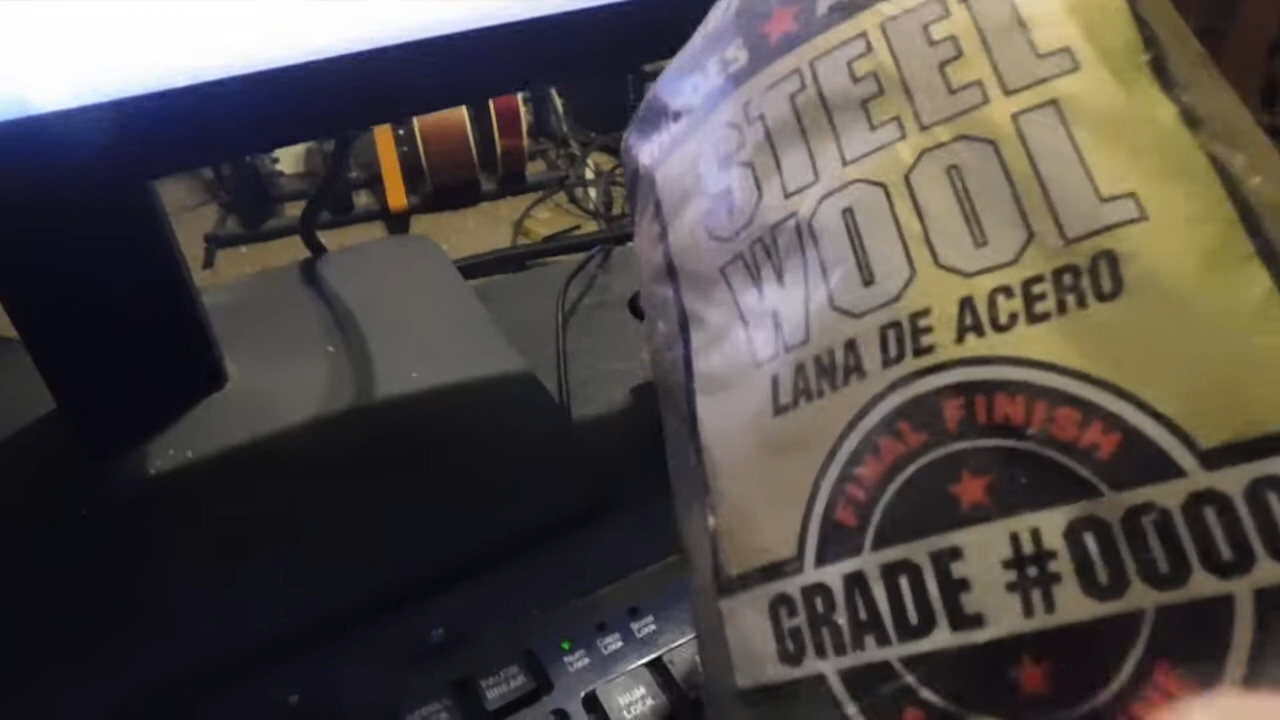 STEEL
WOOL
LANA DE ACERO
FINAL FINISH
GRADE #0000
Num
Lock
Caps
Lock
Scroll
Lock
PAUSE
BREAK
NUM
LOCK